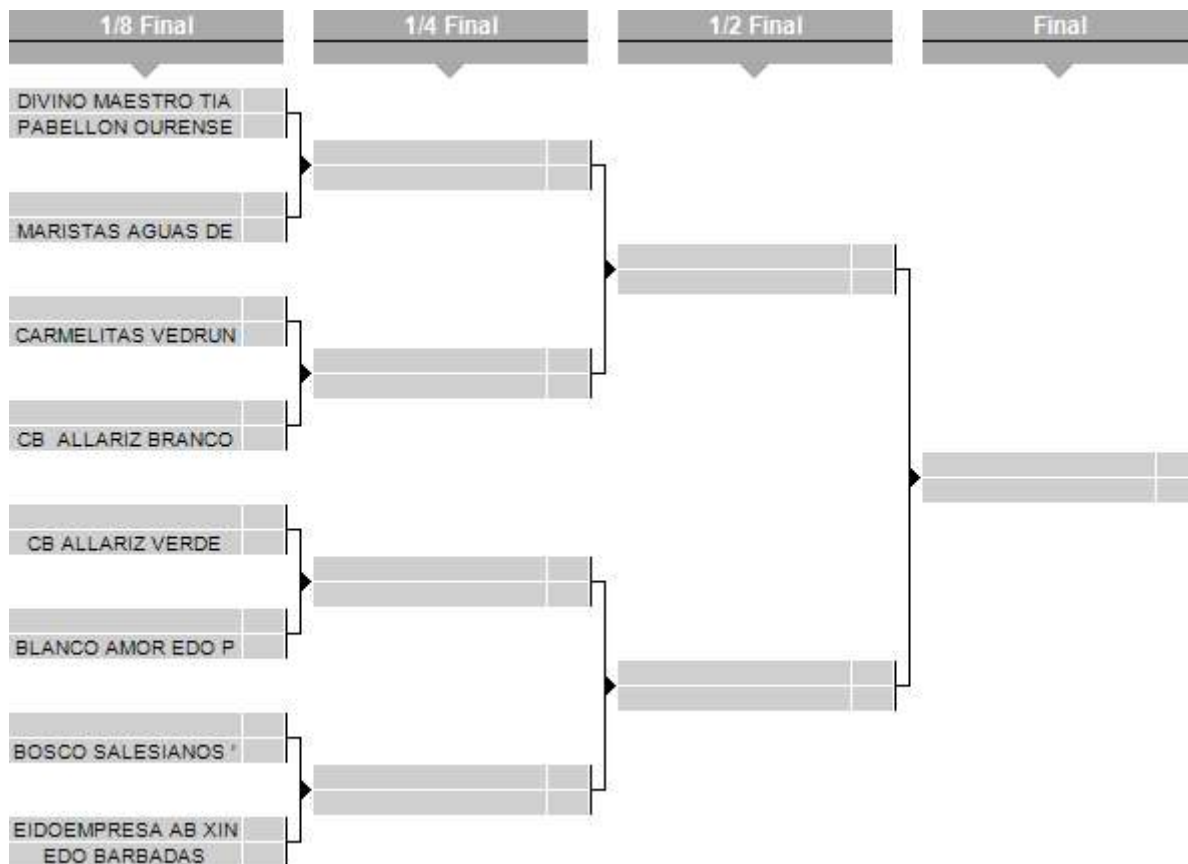 1/8 Final 1/4 Final 1/2 Final Final
DIVINO MAESTRO TIA
PABELLON OURENSE
MARISTAS AGUAS DE
CARMELITAS VEDRUN
CB ALLARIZ BRANCO
CB ALLARIZ VERDE
BLANCO AMOR EDO P
BOSCO SALESIANOS '
EIDOEMPRESA AB XIN
EDO BARBADAS